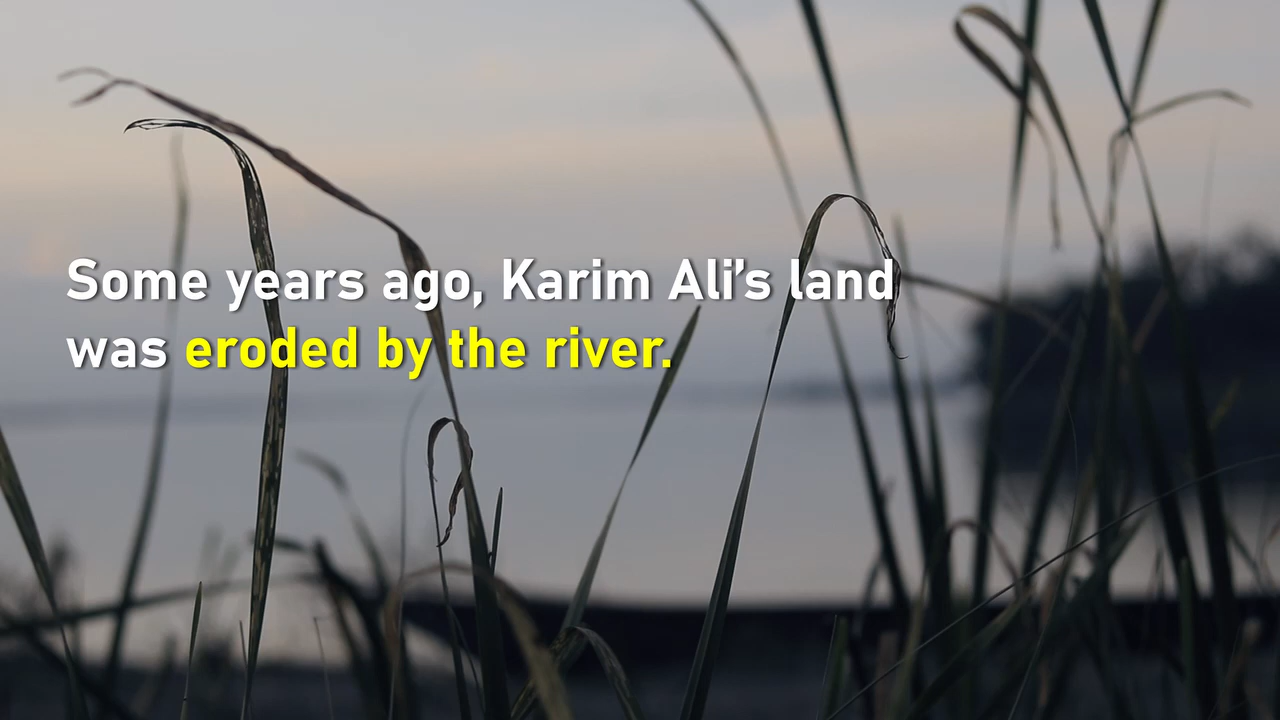 Some years ago, Karim Ali’s land
was eroded by the river.